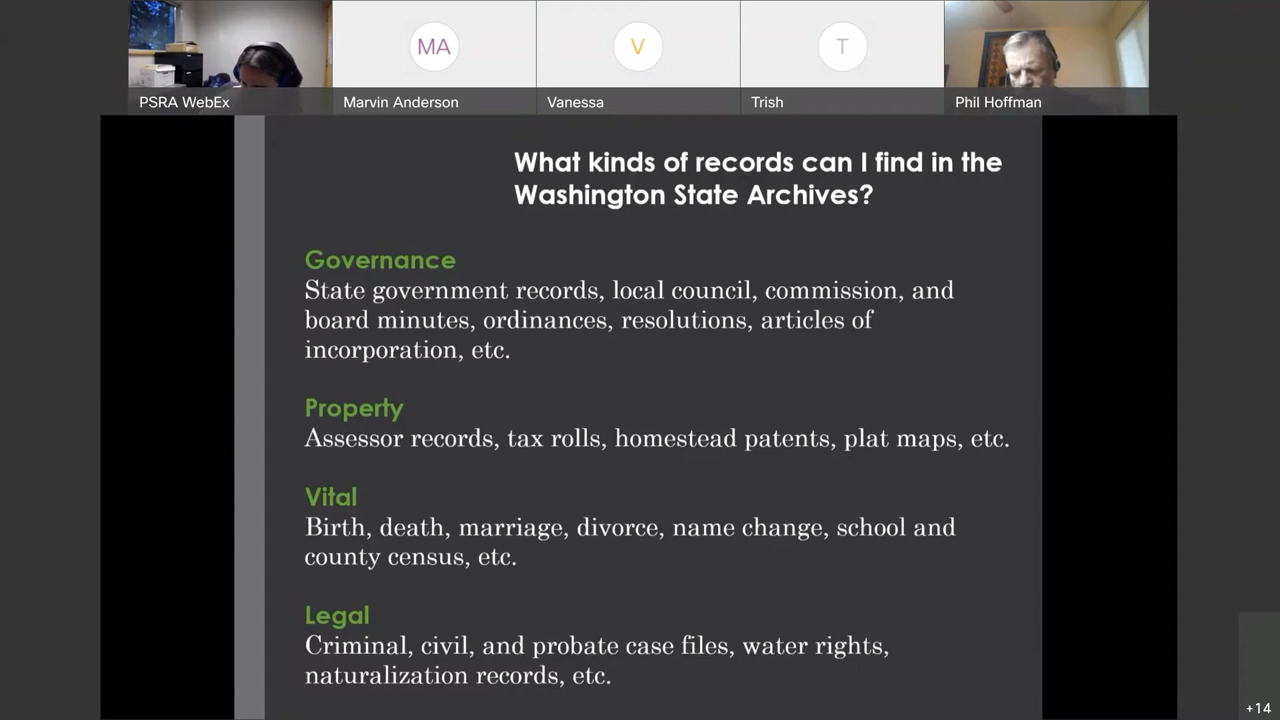 MA
V
T
PSRA WebEx
Marvin Anderson
Vanessa
Trish
Phil Hoffman
What kinds of records can I find in the
Washington State Archives?
Governance
State government records, local council, commission, and
board minutes, ordinances, resolutions, articles of
incorporation, etc.
Property
Assessor records, tax rolls, homestead patents, plat maps, etc.
Vital
Birth, death, marriage, divorce, name change, school and
county census, etc.
Legal
Criminal, civil, and probate case files, water rights,
naturalization records, etc.
+14